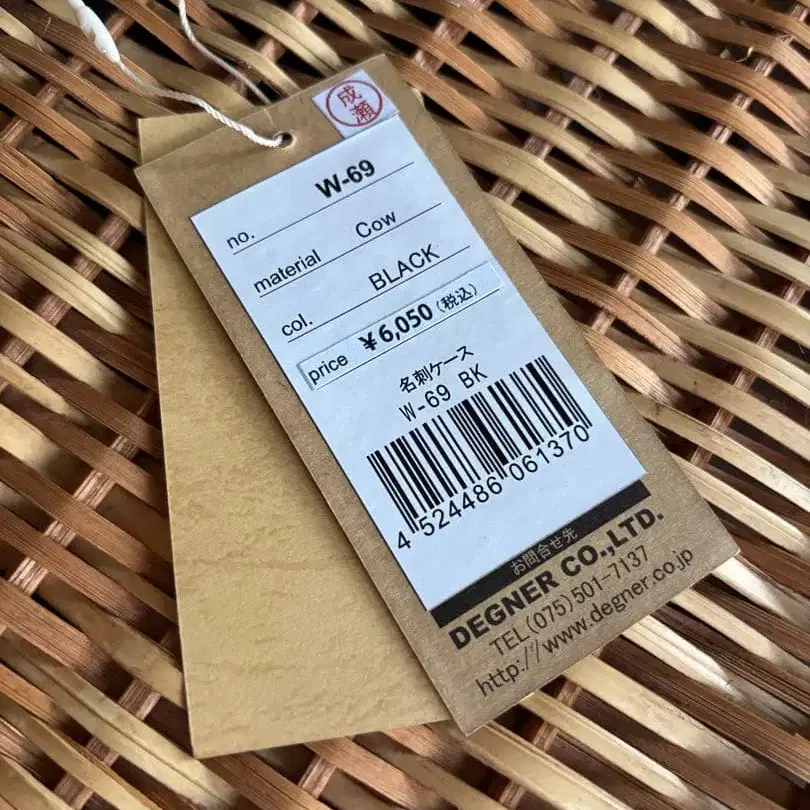 成瀬
no. W-69
material Cow
col. BLACK
price ¥6,050(税込)
名刺ケース
W-69 BK
4 524486 061370
お問合せ先
DEGNER CO.,LTD.
TEL(075)501-7137
http://www.degner.co.jp